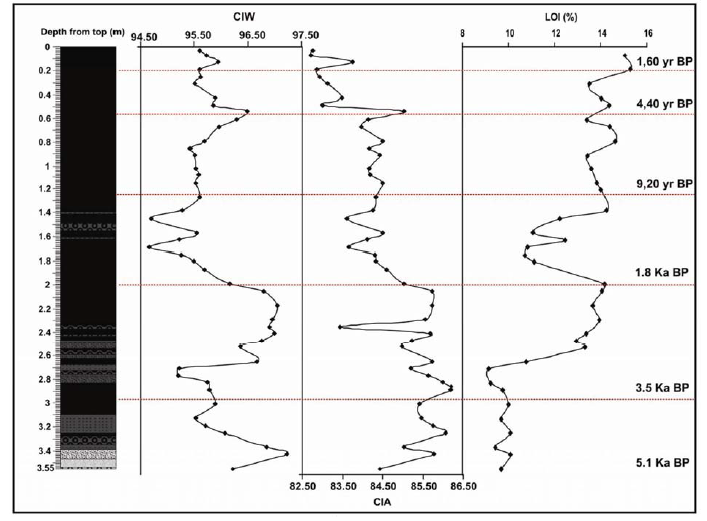 CIW
LOI (%)
Depth from top (m)
94.50 95.50 96.50 97.50
8 10 12 14 16
0
0.2
0.4
0.6
0.8
1
1.2
1.4
1.6
1.8
2
2.2
2.4
2.6
2.8
3
3.2
3.4
3.55
1,60 yr BP
4,40 yr BP
9,20 yr BP
1.8 Ka BP
3.5 Ka BP
5.1 Ka BP
82.50 83.50 84.50 85.50 86.50
CIA